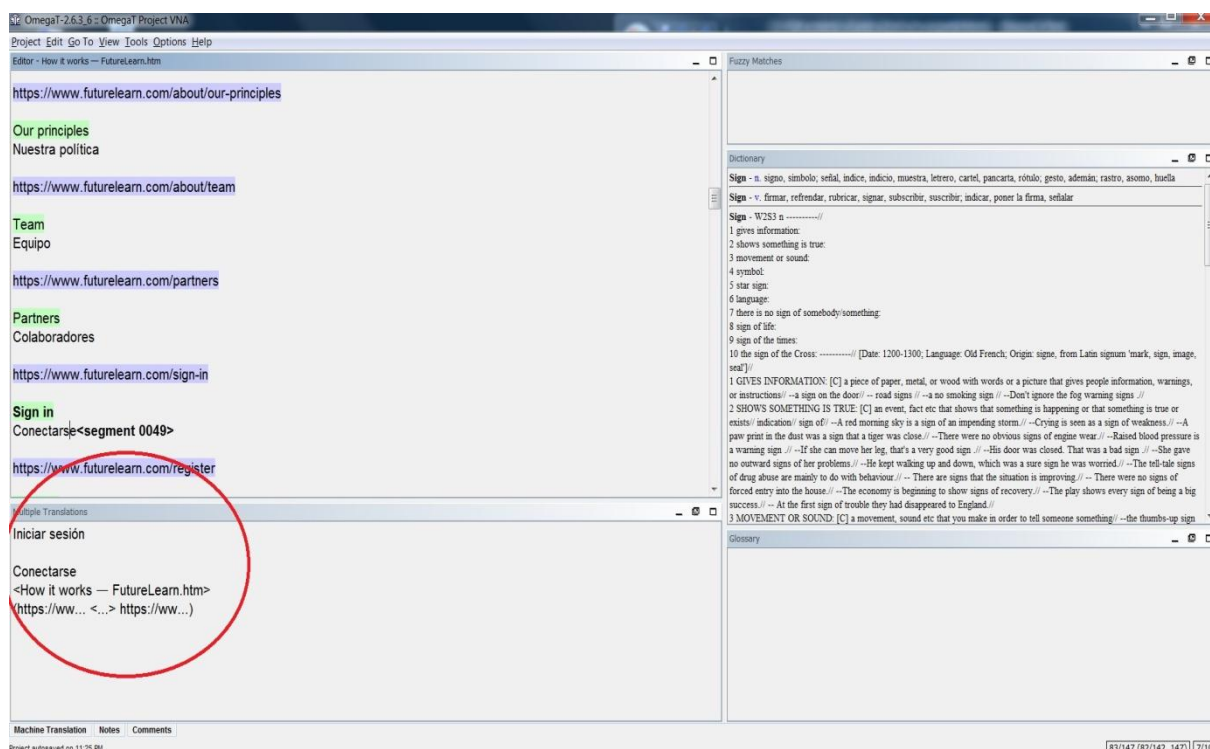 OmegaT-2.6.3_6 :: OmegaT Project VNA
Project Edit Go To View Tools Options Help
Editor - How it works — FutureLearn.htm
https://www.futurelearn.com/about/our-principles
Our principles
Nuestra política
https://www.futurelearn.com/about/team
Team
Equipo
https://www.futurelearn.com/partners
Partners
Colaboradores
https://www.futurelearn.com/sign-in
Sign in
Conectarse<segment 0049>
https://www.futurelearn.com/register
Multiple Translations
Iniciar sesión
Conectarse
<How it works — FutureLearn.htm>
(https://ww... <...> https://ww...)
Fuzzy Matches
Dictionary
Sign - n. signo, símbolo; señal, índice, indicio, muestra, letrero, cartel, pancarta, rótulo; gesto, ademán; rastro, asomo, huella
Sign - v. firmar, refrendar, rubricar, signar, subscribir, suscribir; indicar, poner la firma, señalar
Sign - W2S3 n ----------//
1 gives information:
2 shows something is true:
3 movement or sound:
4 symbol:
5 star sign:
6 language:
7 there is no sign of somebody/something:
8 sign of life:
9 sign of the times:
10 the sign of the Cross: ----------// [Date: 1200-1300; Language: Old French; Origin: signe, from Latin signum 'mark, sign, image,
seal']//
1 GIVES INFORMATION: [C] a piece of paper, metal, or wood with words or a picture that gives people information, warnings,
or instructions// --a sign on the door// -- road signs // --a no smoking sign // --Don't ignore the fog warning signs .//
2 SHOWS SOMETHING IS TRUE: [C] an event, fact etc that shows that something is happening or that something is true or
exists// indication// sign of// --A red morning sky is a sign of an impending storm.// --Crying is seen as a sign of weakness.// --A
paw print in the dust was a sign that a tiger was close.// --There were no obvious signs of engine wear.// --Raised blood pressure is
a warning sign .// --If she can move her leg, that's a very good sign .// --His door was closed. That was a bad sign .// --She gave
no outward signs of her problems.// --He kept walking up and down, which was a sure sign he was worried.// --The tell-tale signs
of drug abuse are mainly to do with behaviour.// -- There are signs that the situation is improving.// -- There were no signs of
forced entry into the house.// --The economy is beginning to show signs of recovery.// --The play shows every sign of being a big
success.// -- At the first sign of trouble they had disappeared to England.//
3 MOVEMENT OR SOUND: [C] a movement, sound etc that you make in order to tell someone something// --the thumbs-up sign
Glossary
Machine Translation Notes Comments
Project autosaved on 11:25 PM
83/147 (82/142, 147)